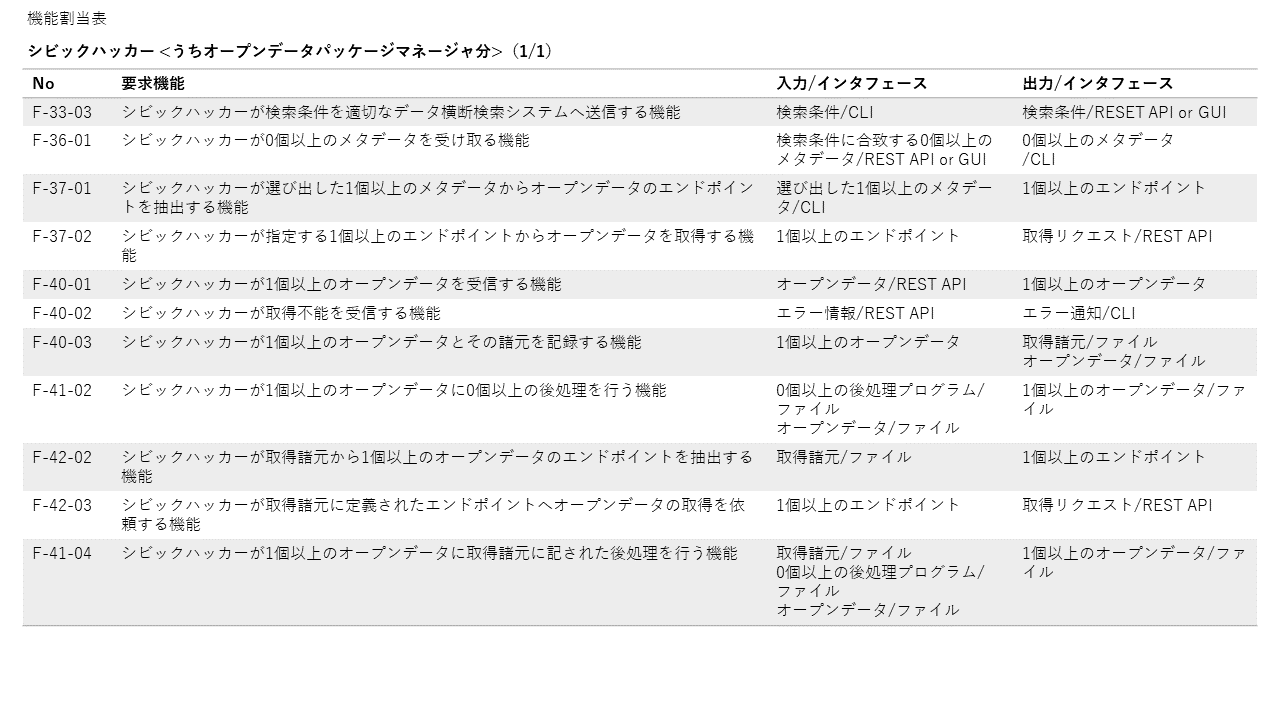 機能割当表
シビックハッカー <うちオープンデータパッケージマネージャ分>（1/1）
No 要求機能 入力/インタフェース 出力/インタフェース
F-33-03 シビックハッカーが検索条件を適切なデータ横断検索システムへ送信する機能 検索条件/CLI 検索条件/RESET API or GUI
F-36-01 シビックハッカーが0個以上のメタデータを受け取る機能 検索条件に合致する0個以上の 0個以上のメタデータ
メタデータ/REST API or GUI /CLI
F-37-01 シビックハッカーが選び出した1個以上のメタデータからオープンデータのエンドポイン 選び出した1個以上のメタデー 1個以上のエンドポイント
トを抽出する機能 タ/CLI
F-37-02 シビックハッカーが指定する1個以上のエンドポイントからオープンデータを取得する機 1個以上のエンドポイント 取得リクエスト/REST API
能
F-40-01 シビックハッカーが1個以上のオープンデータを受信する機能 オープンデータ/REST API 1個以上のオープンデータ
F-40-02 シビックハッカーが取得不能を受信する機能 エラー情報/REST API エラー通知/CLI
F-40-03 シビックハッカーが1個以上のオープンデータとその諸元を記録する機能 1個以上のオープンデータ 取得諸元/ファイル
オープンデータ/ファイル
F-41-02 シビックハッカーが1個以上のオープンデータに0個以上の後処理を行う機能 0個以上の後処理プログラム/ 1個以上のオープンデータ/ファ
ファイル イル
オープンデータ/ファイル
F-42-02 シビックハッカーが取得諸元から1個以上のオープンデータのエンドポイントを抽出する 取得諸元/ファイル 1個以上のエンドポイント
機能
F-42-03 シビックハッカーが取得諸元に定義されたエンドポイントへオープンデータの取得を依 1個以上のエンドポイント 取得リクエスト/REST API
頼する機能
F-41-04 シビックハッカーが1個以上のオープンデータに取得諸元に記された後処理を行う機能 取得諸元/ファイル 1個以上のオープンデータ/ファ
0個以上の後処理プログラム/ イル
ファイル
オープンデータ/ファイル